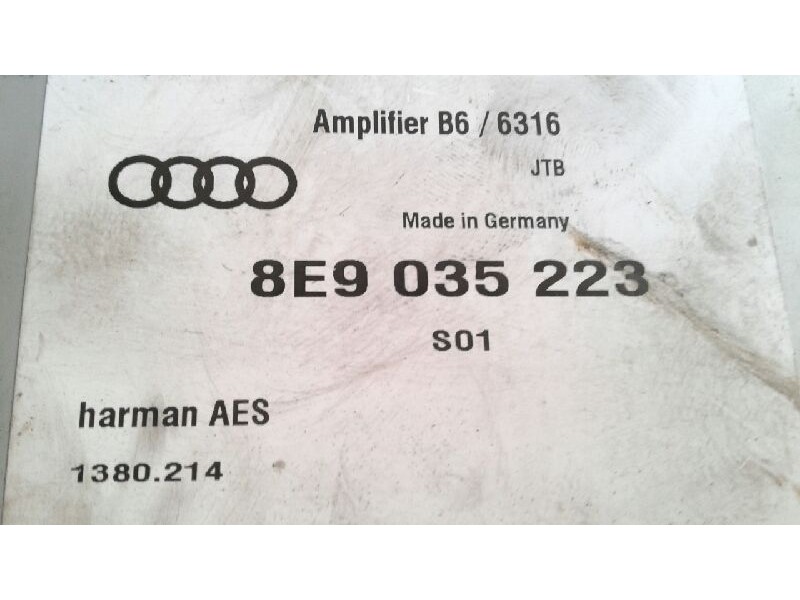 Amplifier B6 / 6316
JTB
Made in Germany
8E9 035 223
S01
harman AES
1380.214